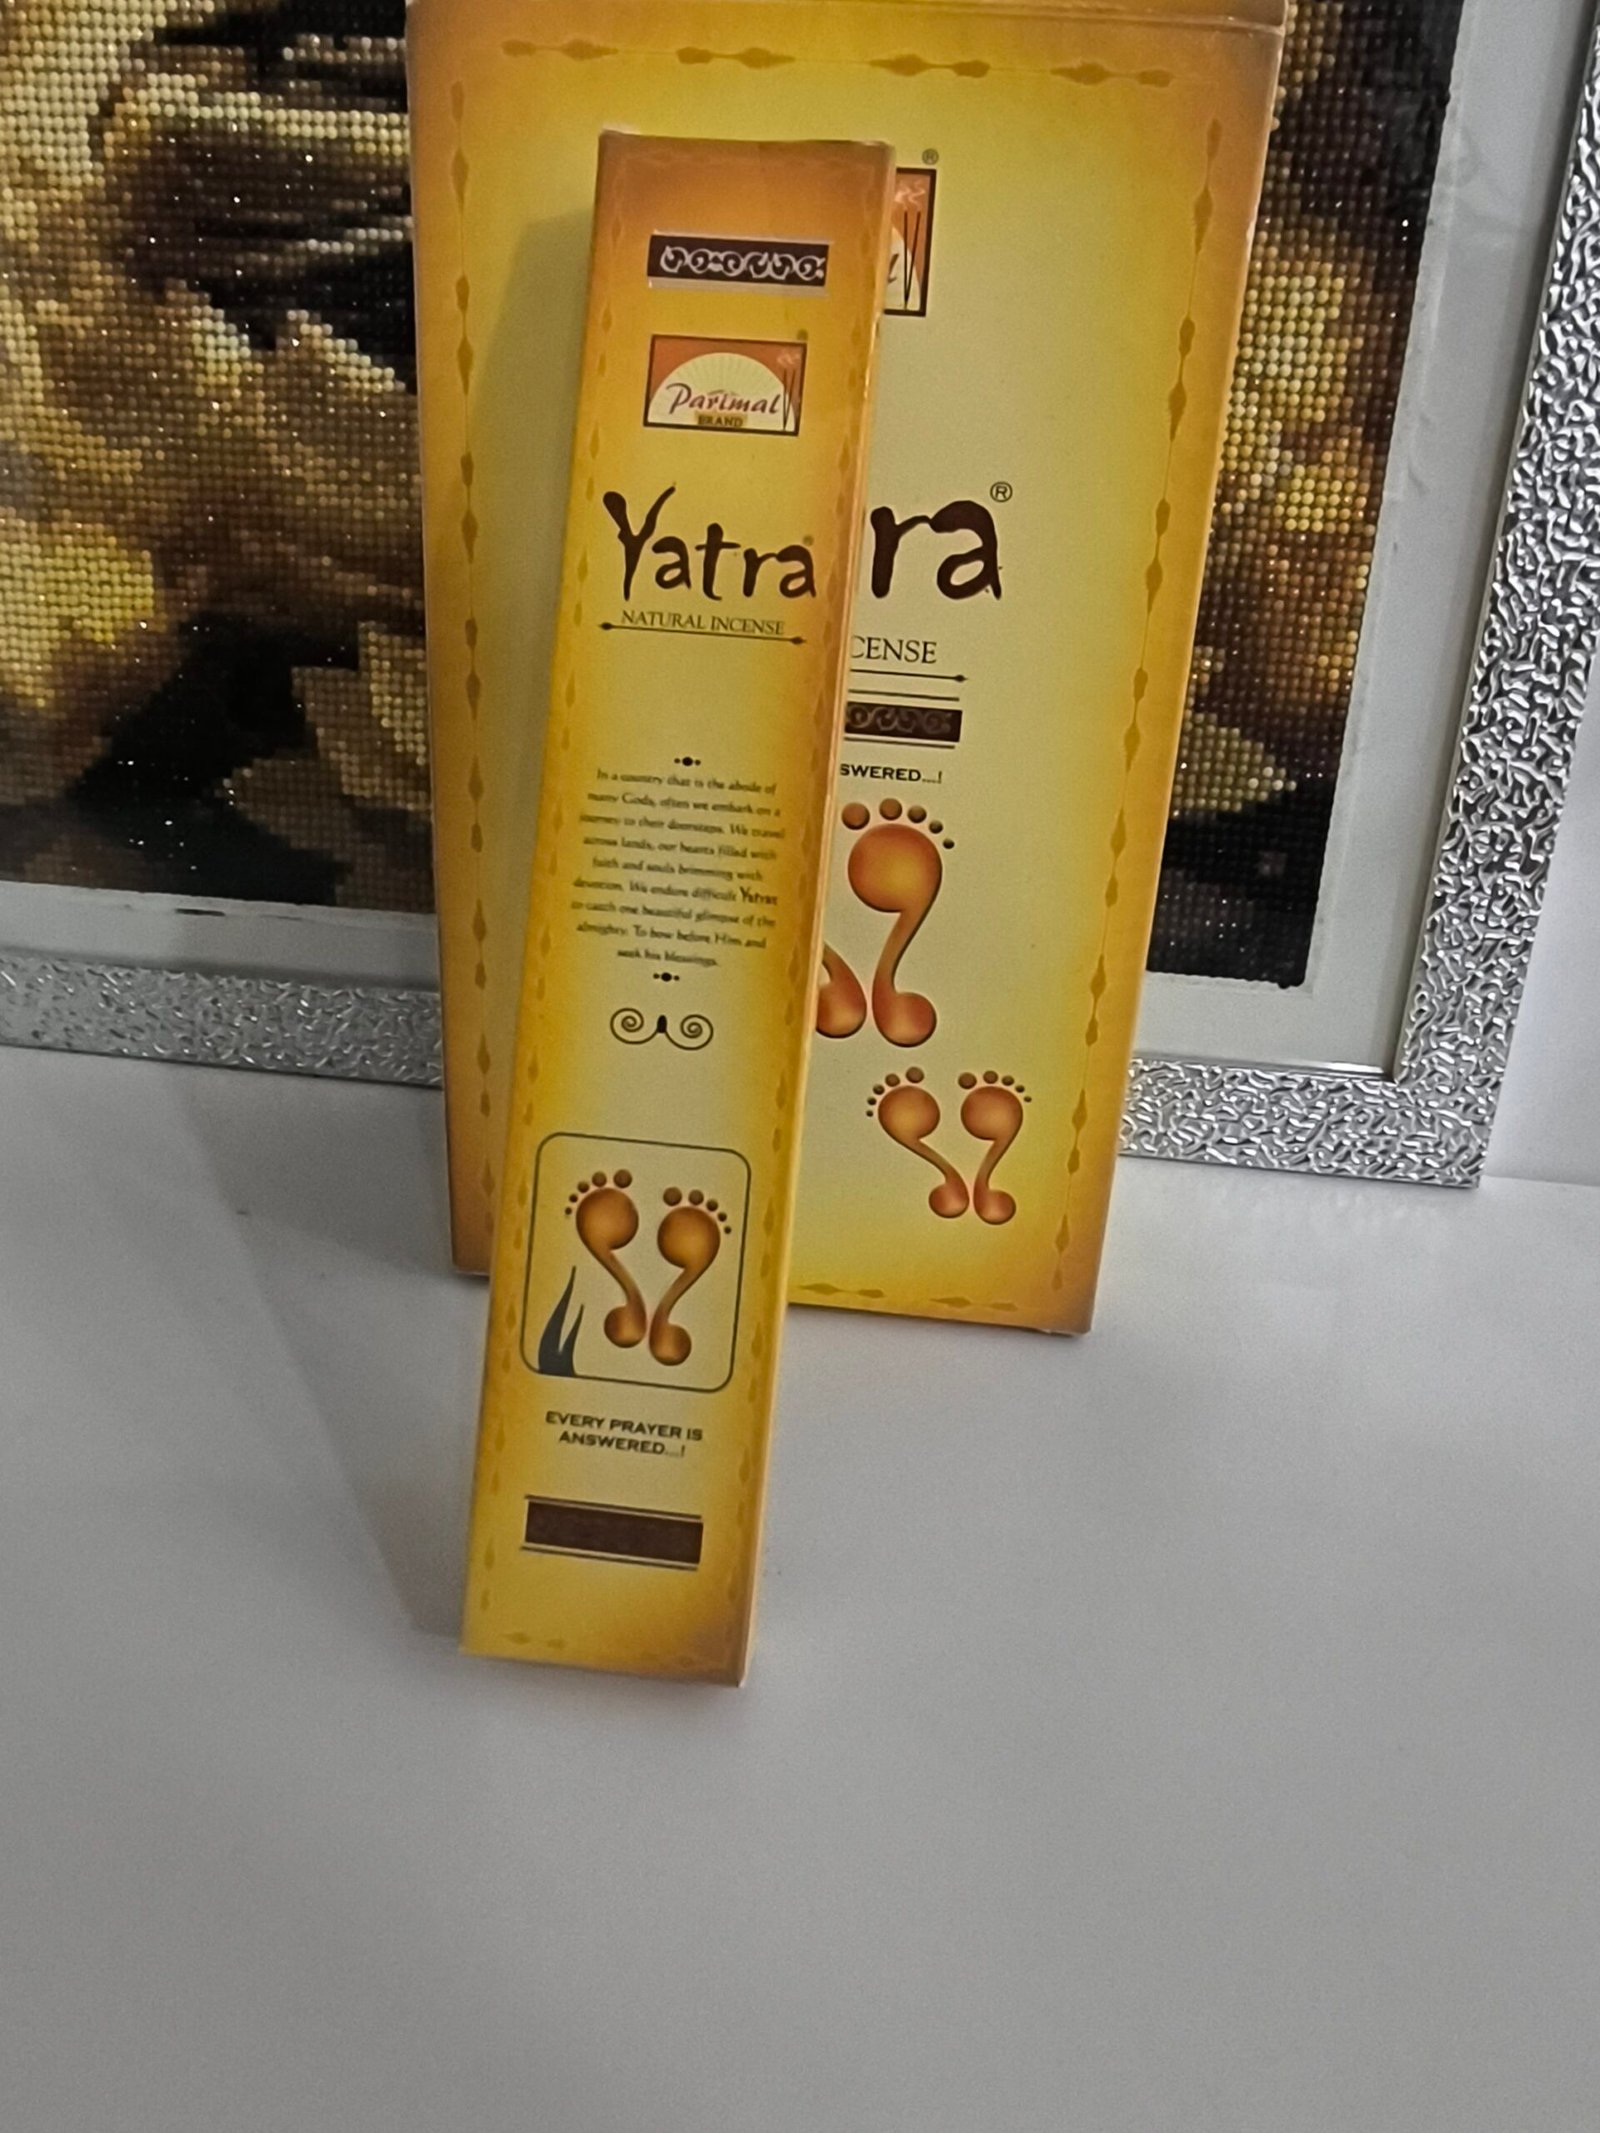 Parimal
BRAND
Yatra
NATURAL INCENSE
In a country that is the abode of
many Gods, often we embark on a
journey to their doorsteps. We travel
across lands, our hearts filled with
faith and souls brimming with
devotion. We endure difficult Yatras
to catch one beautiful glimpse of the
almighty. To bow before Him and
seek his blessings.
EVERY PRAYER IS
ANSWERED...!
®
l
ra®
CENSE
SWERED...!